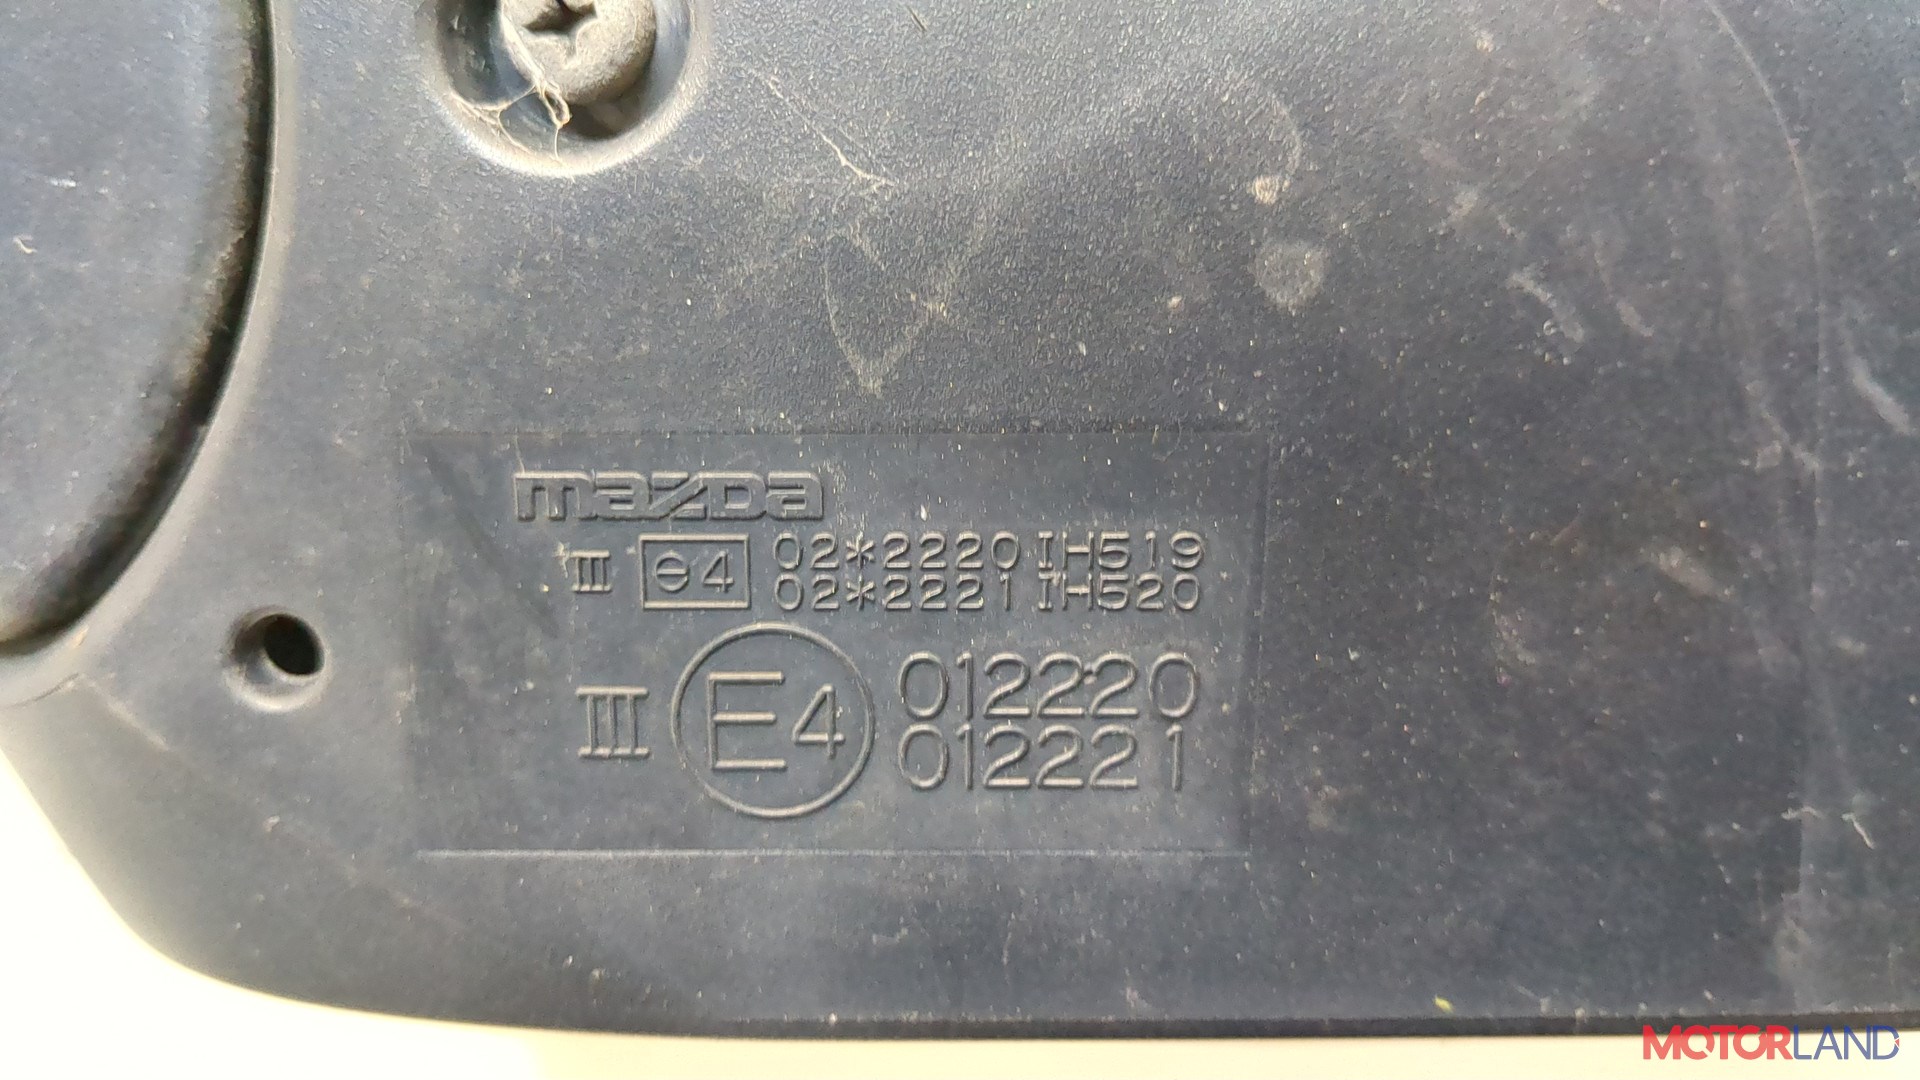 mazda
III e4 02*2220 IH519
02*2221 IH520
III E4 012220
012221
MOTORLAND